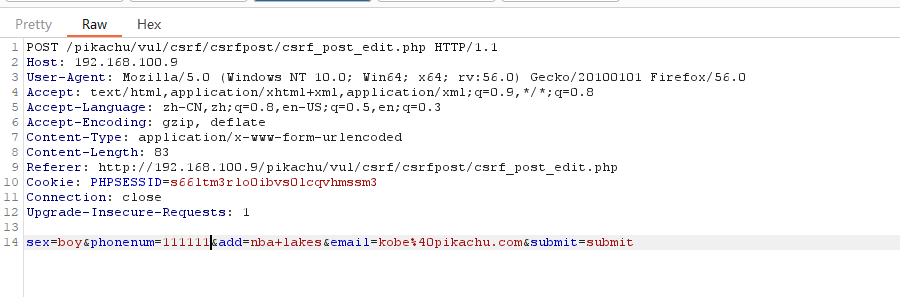 Pretty Raw Hex
1 POST /pikachu/vul/csrf/csrfpost/csrf_post_edit.php HTTP/1.1
2 Host: 192.168.100.9
3 User-Agent: Mozilla/5.0 (Windows NT 10.0; Win64; x64; rv:56.0) Gecko/20100101 Firefox/56.0
4 Accept: text/html,application/xhtml+xml,application/xml;q=0.9,*/*;q=0.8
5 Accept-Language: zh-CN,zh;q=0.8,en-US;q=0.5,en;q=0.3
6 Accept-Encoding: gzip, deflate
7 Content-Type: application/x-www-form-urlencoded
8 Content-Length: 83
9 Referer: http://192.168.100.9/pikachu/vul/csrf/csrfpost/csrf_post_edit.php
10 Cookie: PHPSESSID=s66ltm3rlo0ibvs0lcqvhmssm3
11 Connection: close
12 Upgrade-Insecure-Requests: 1
13
14 sex=boy&phonenum=111111&add=nba+lakes&email=kobe%40pikachu.com&submit=submit